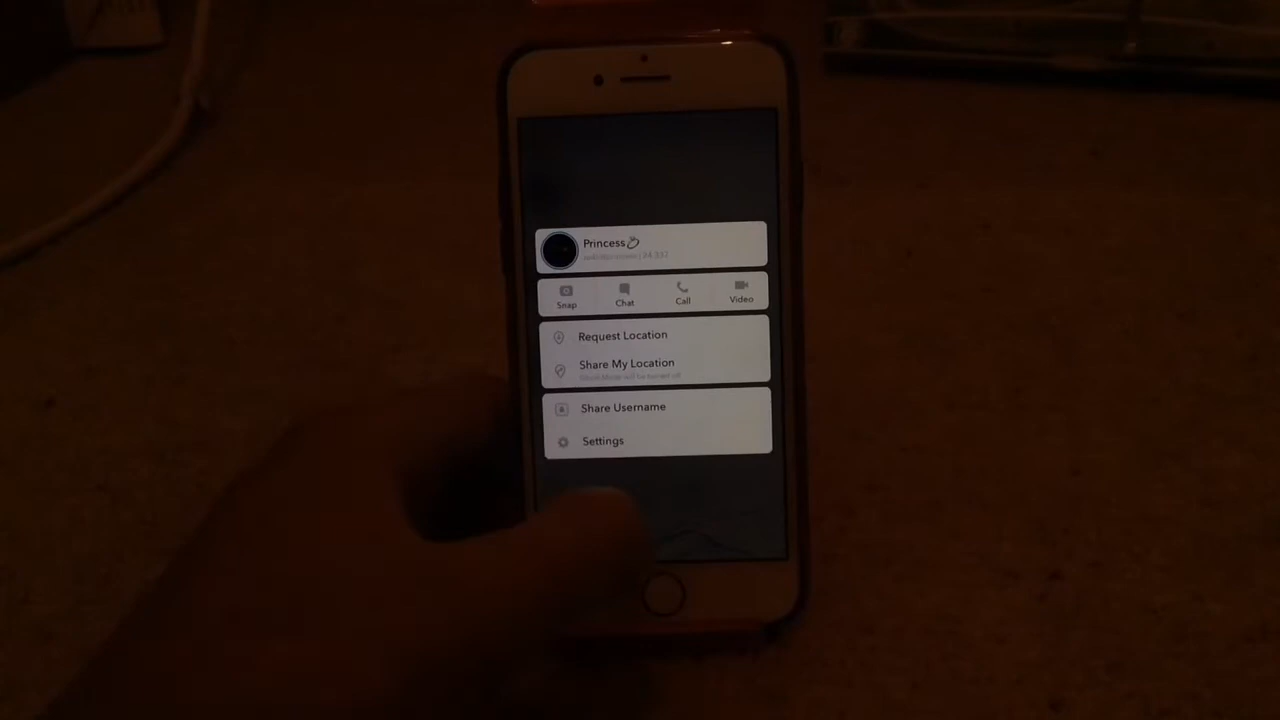 Princess💍
Snap
Chat
Call
Video
Request Location
Share My Location
Share Username
Settings